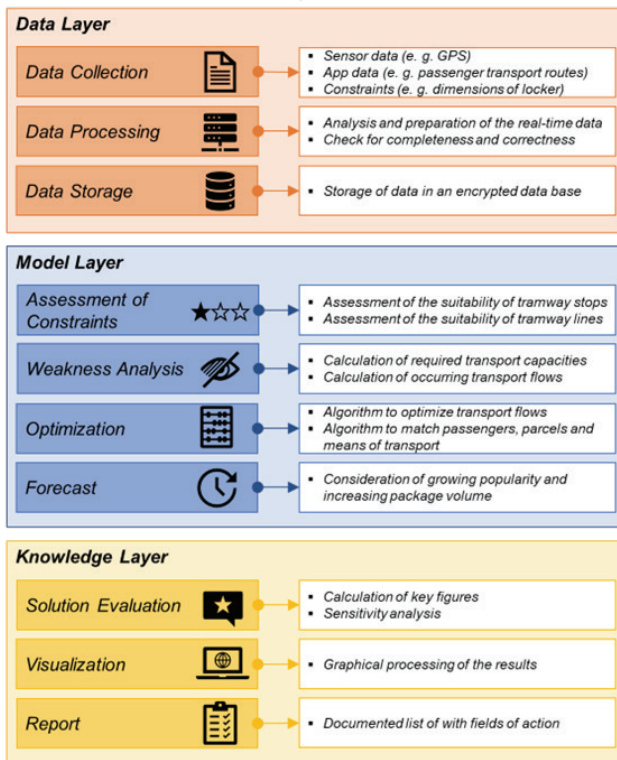 Data Layer
Data Collection
▪ Sensor data (e. g. GPS)
▪ App data (e. g. passenger transport routes)
▪ Constraints (e. g. dimensions of locker)
Data Processing
▪ Analysis and preparation of the real-time data
▪ Check for completeness and correctness
Data Storage
▪ Storage of data in an encrypted data base
Model Layer
Assessment of
Constraints
▪ Assessment of the suitability of tramway stops
▪ Assessment of the suitability of tramway lines
Weakness Analysis
▪ Calculation of required transport capacities
▪ Calculation of occurring transport flows
Optimization
▪ Algorithm to optimize transport flows
▪ Algorithm to match passengers, parcels and
means of transport
Forecast
▪ Consideration of growing popularity and
increasing package volume
Knowledge Layer
Solution Evaluation
▪ Calculation of key figures
▪ Sensitivity analysis
Visualization
▪ Graphical processing of the results
Report
▪ Documented list of with fields of action